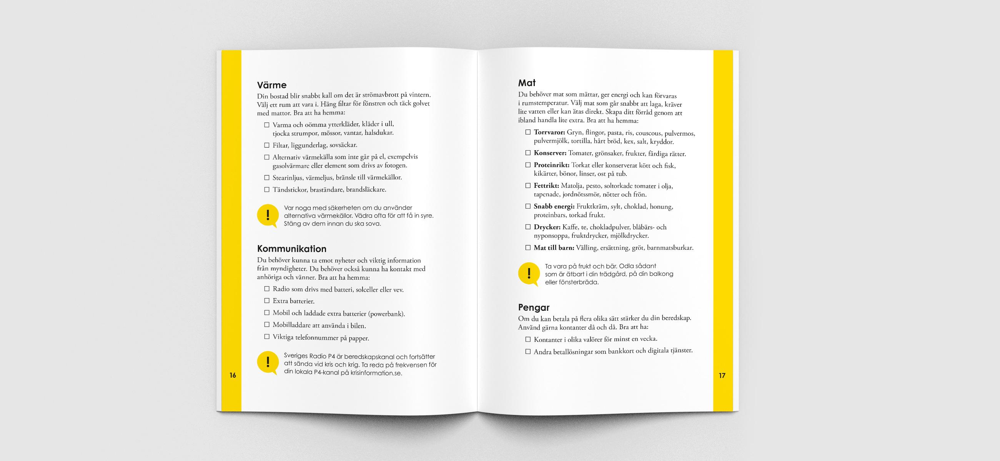 Värme
Din bostad blir snabbt kall om det är strömavbrott på vintern.
Välj ett rum att vara i. Häng filtar för fönstren och täck golvet
med mattor. Bra att ha hemma:
☐ Varma och oömma ytterkläder, kläder i ull,
tjocka strumpor, mössor, vantar, halsdukar.
☐ Filtar, liggunderlag, sovsäckar.
☐ Alternativ värmekälla som inte går på el, exempelvis
gasolvärmare eller element som drivs av fotogen.
☐ Stearinljus, värmeljus, bränsle till värmekällor.
☐ Tändstickor, braständare, brandsläckare.
! Var noga med säkerheten om du använder
alternativa värmekällor. Vädra ofta för att få in syre.
Stäng av dem innan du ska sova.
Kommunikation
Du behöver kunna ta emot nyheter och viktig information
från myndigheter. Du behöver också kunna ha kontakt med
anhöriga och vänner. Bra att ha hemma:
☐ Radio som drivs med batteri, solceller eller vev.
☐ Extra batterier.
☐ Mobil och laddade extra batterier (powerbank).
☐ Mobilladdare att använda i bilen.
☐ Viktiga telefonnummer på papper.
! Sveriges Radio P4 är beredskapskanal och fortsätter
att sända vid kris och krig. Ta reda på frekvensen för
din lokala P4-kanal på krisinformation.se.
16
Mat
Du behöver mat som mättar, ger energi och kan förvaras
i rumstemperatur. Välj mat som går snabbt att laga, kräver
lite vatten eller kan ätas direkt. Skapa ditt förråd genom att
ibland handla lite extra. Bra att ha hemma:
☐ Torrvaror: Gryn, flingor, pasta, ris, couscous, pulvermos,
pulvermjölk, tortilla, hårt bröd, kex, salt, kryddor.
☐ Konserver: Tomater, grönsaker, frukter, färdiga rätter.
☐ Proteinrikt: Torkat eller konserverat kött och fisk,
kikärter, bönor, linser, ost på tub.
☐ Fettrikt: Matolja, pesto, soltorkade tomater i olja,
tapenade, jordnötssmör, nötter och frön.
☐ Snabb energi: Fruktkräm, sylt, choklad, honung,
proteinbars, torkad frukt.
☐ Drycker: Kaffe, te, chokladpulver, blåbärs- och
nyponsoppa, fruktdrycker, mjölkdrycker.
☐ Mat till barn: Välling, ersättning, gröt, barnmatsburkar.
! Ta vara på frukt och bär. Odla sådant
som är ätbart i din trädgård, på din balkong
eller fönsterbräda.
Pengar
Om du kan betala på flera olika sätt stärker du din beredskap.
Använd gärna kontanter då och då. Bra att ha:
☐ Kontanter i olika valörer för minst en vecka.
☐ Andra betallösningar som bankkort och digitala tjänster.
17